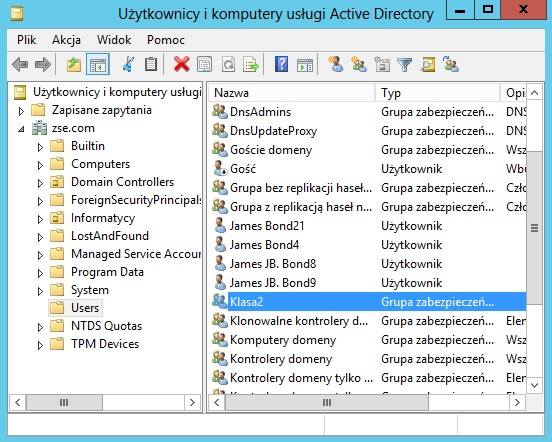 Użytkownicy i komputery usługi Active Directory
Plik Akcja Widok Pomoc
Użytkownicy i komputery usługi
Zapisane zapytania
zse.com
Builtin
Computers
Domain Controllers
ForeignSecurityPrincipals
Informatycy
LostAndFound
Managed Service Accour
Program Data
System
Users
NTDS Quotas
TPM Devices
Nazwa Typ Opi
DnsAdmins Grupa zabezpieczeń... DNS
DnsUpdateProxy Grupa zabezpieczeń... DNS
Goście domeny Grupa zabezpieczeń... Wsz
Gość Użytkownik Wbu
Grupa bez replikacji haseł... Grupa zabezpieczeń... Czło
Grupa z replikacją haseł n... Grupa zabezpieczeń... Czło
James Bond21 Użytkownik
James Bond4 Użytkownik
James JB. Bond8 Użytkownik
James JB. Bond9 Użytkownik
Klasa2 Grupa zabezpieczeń...
Klonowalne kontrolery d... Grupa zabezpieczeń... Elen
Komputery domeny Grupa zabezpieczeń... Wsz
Kontrolery domeny Grupa zabezpieczeń... Wsz
Kontrolery domeny tylko ... Grupa zabezpieczeń... Elen